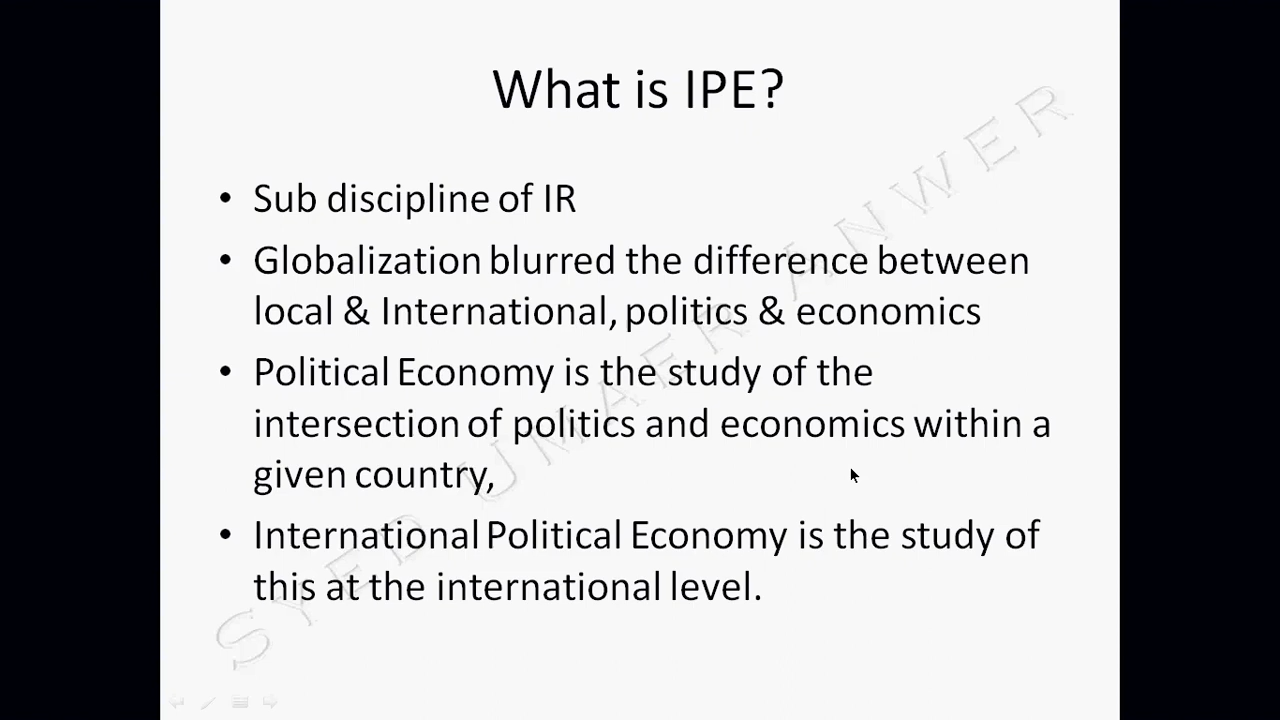 What is IPE?
• Sub discipline of IR
• Globalization blurred the difference between
local & International, politics & economics
• Political Economy is the study of the
intersection of politics and economics within a
given country,
• International Political Economy is the study of
this at the international level.
SYED UMAER ANWER